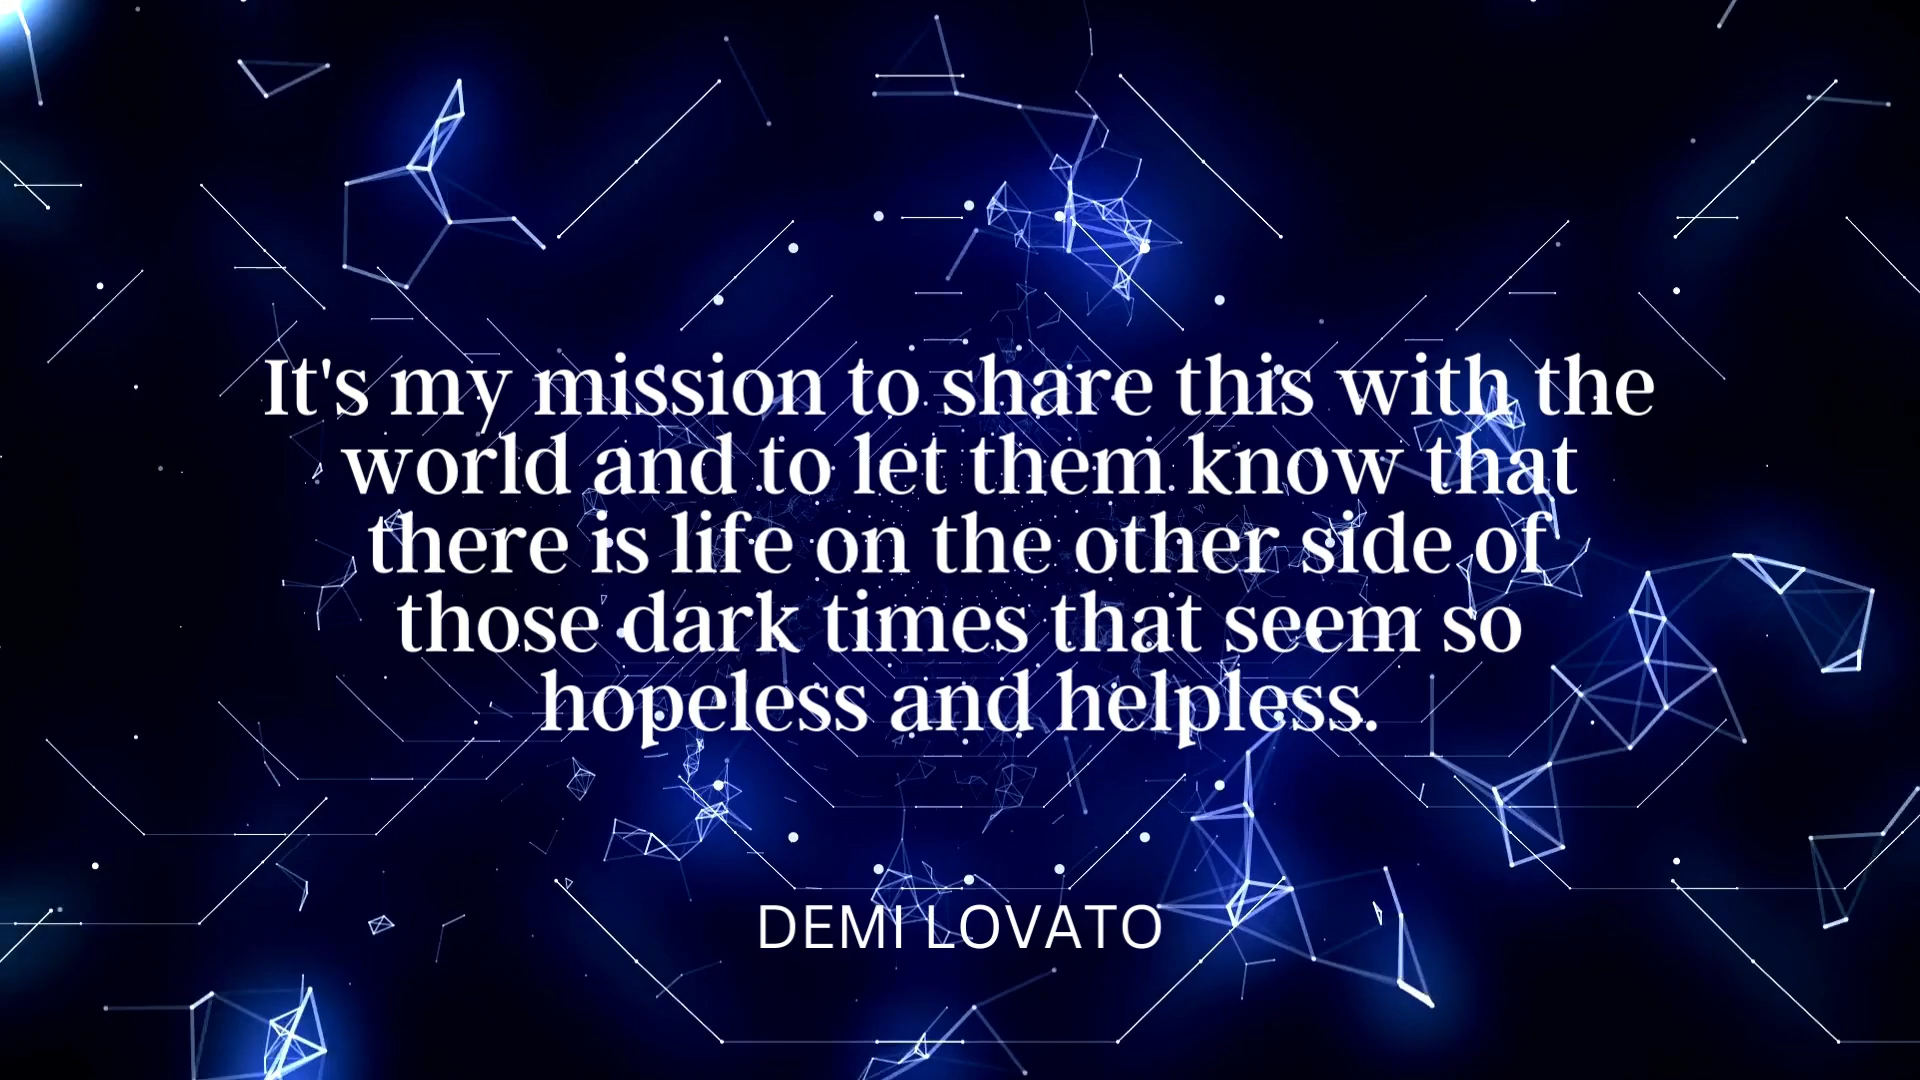 It's my mission to share this with the
world and to let them know that
there is life on the other side of
those dark times that seem so
hopeless and helpless.
DEMI LOVATO